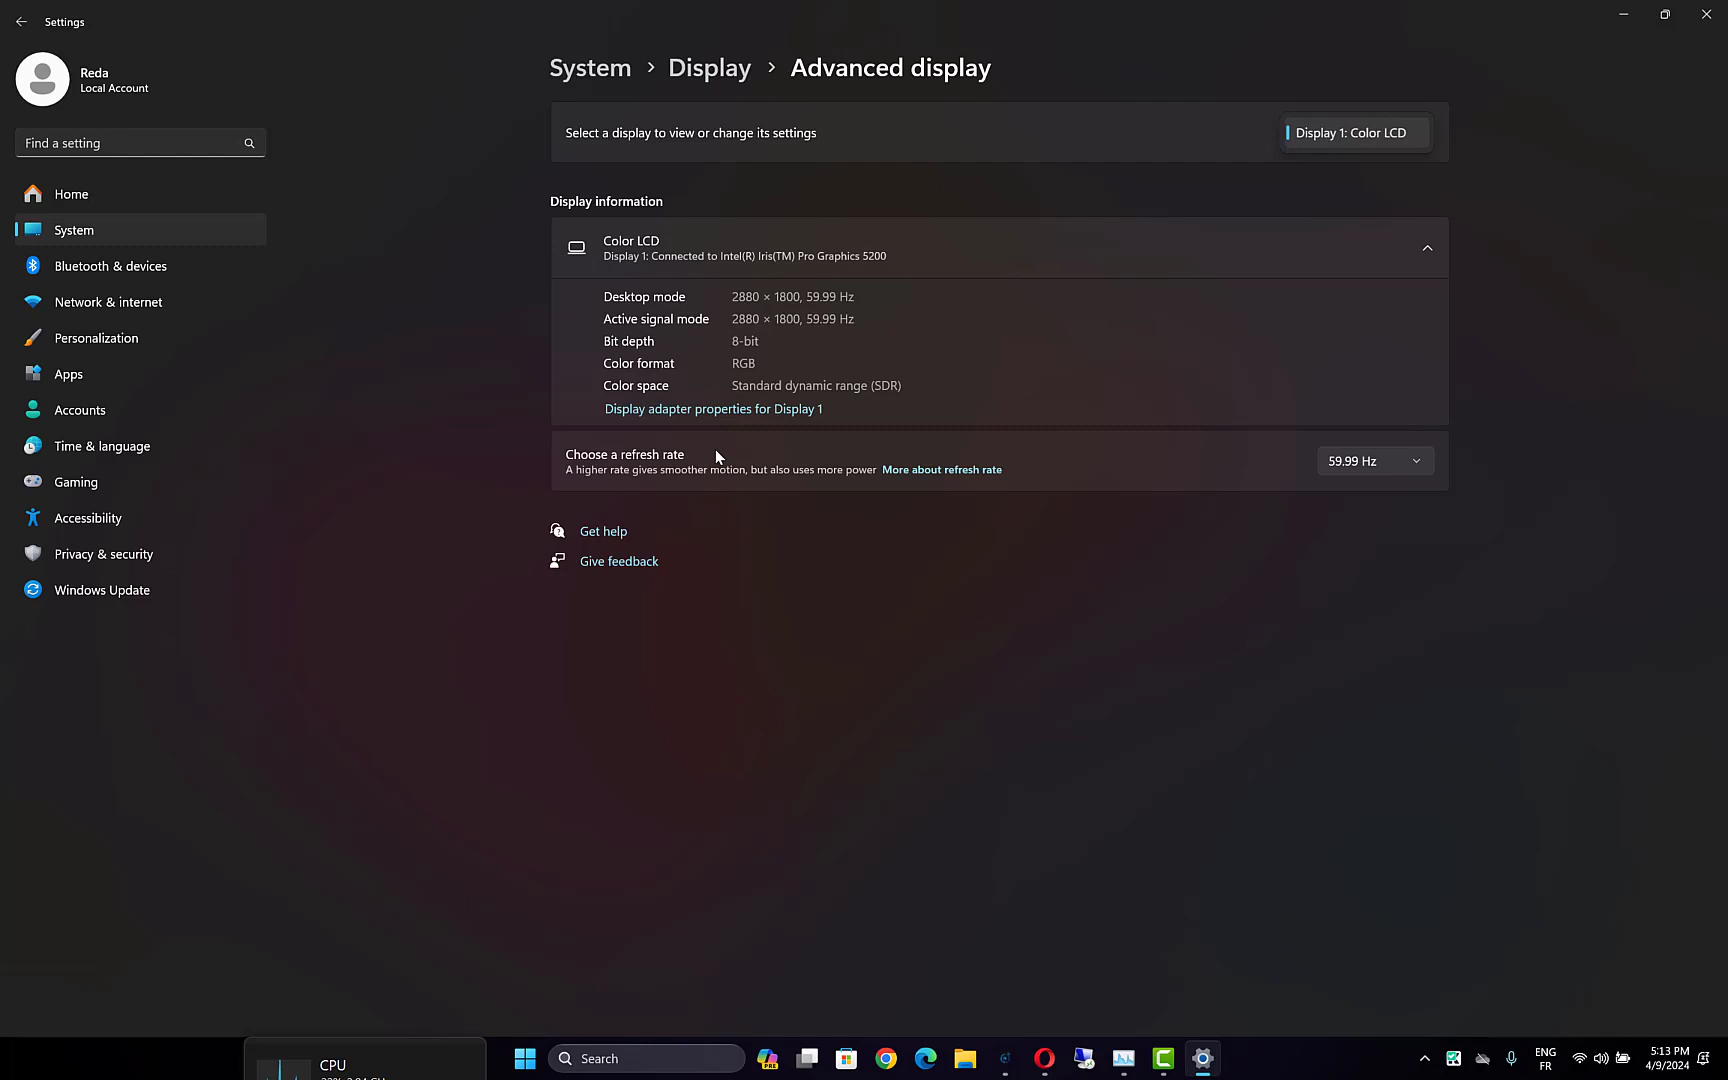 Settings
Reda
Local Account
Find a setting
Home
System
Bluetooth & devices
Network & internet
Personalization
Apps
Accounts
Time & language
Gaming
Accessibility
Privacy & security
Windows Update
System > Display > Advanced display
Select a display to view or change its settings
Display 1: Color LCD
Display information
Color LCD
Display 1: Connected to Intel(R) Iris(TM) Pro Graphics 5200
Desktop mode 2880 × 1800, 59.99 Hz
Active signal mode 2880 × 1800, 59.99 Hz
Bit depth 8-bit
Color format RGB
Color space Standard dynamic range (SDR)
Display adapter properties for Display 1
Choose a refresh rate
A higher rate gives smoother motion, but also uses more power More about refresh rate
59.99 Hz
Get help
Give feedback
CPU
Search
PRE
ENG
FR
5:13 PM
4/9/2024